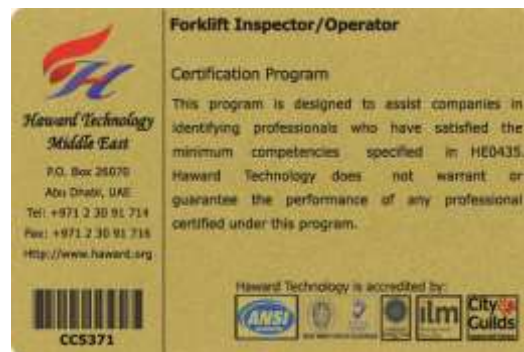 Haward Technology
Middle East
P.O. Box 26070
Abu Dhabi, UAE
Tel: +971 2 30 91 714
Fax: +971 2 30 91 716
Http://www.haward.org
CC5371
Forklift Inspector/Operator
Certification Program
This program is designed to assist companies in
identifying professionals who have satisfied the
minimum competencies specified in HE0435.
Haward Technology does not warrant or
guarantee the performance of any professional
certified under this program.
Haward Technology is accredited by:
ANSI
ilm
City&
Guilds